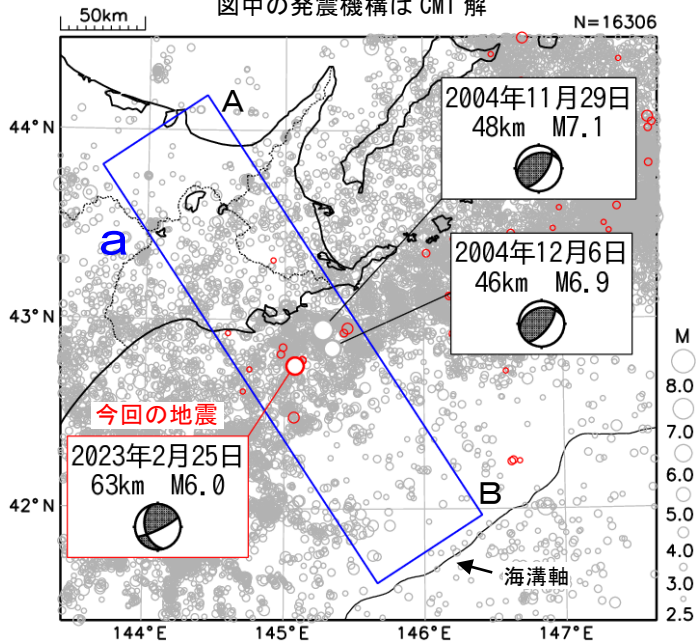 図中の発震機構は CMT 解
50km
N=16306
A
2004年11月29日
48km M7.1
44°N
a
2004年12月6日
46km M6.9
43°N
M
8.0
今回の地震
7.0
2023年2月25日
63km M6.0
6.0
B
42°N
5.0
4.0
海溝軸
3.0
2.5
144°E
145°E
146°E
147°E